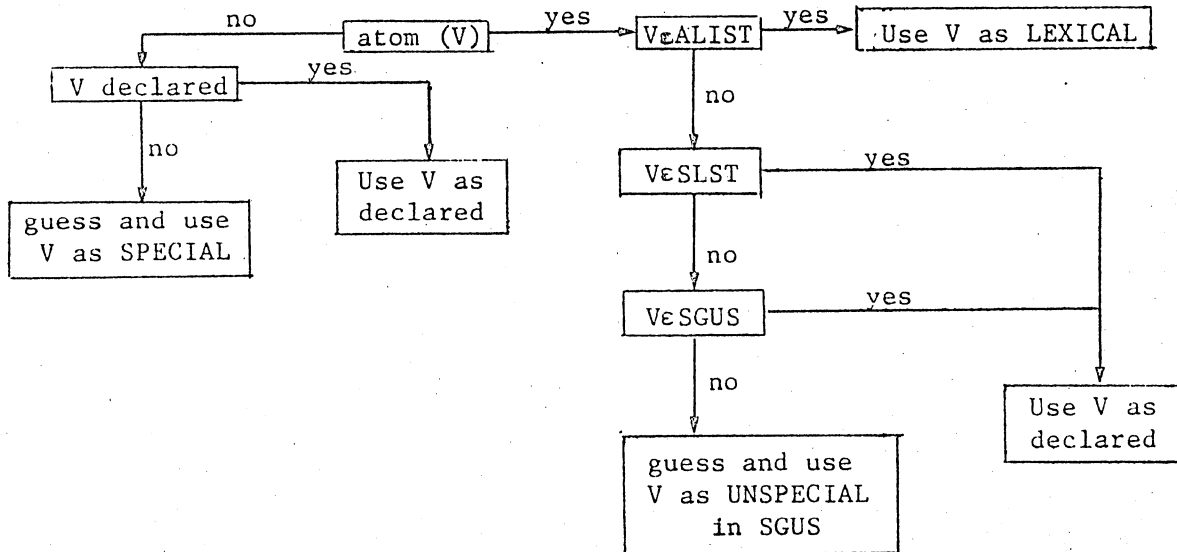 no
atom (V)
yes
VεALIST
yes
Use V as LEXICAL
V declared
yes
no
no
Use V as
declared
VεSLST
yes
guess and use
V as SPECIAL
no
VεSGUS
yes
no
Use V as
declared
guess and use
V as UNSPECIAL
in SGUS